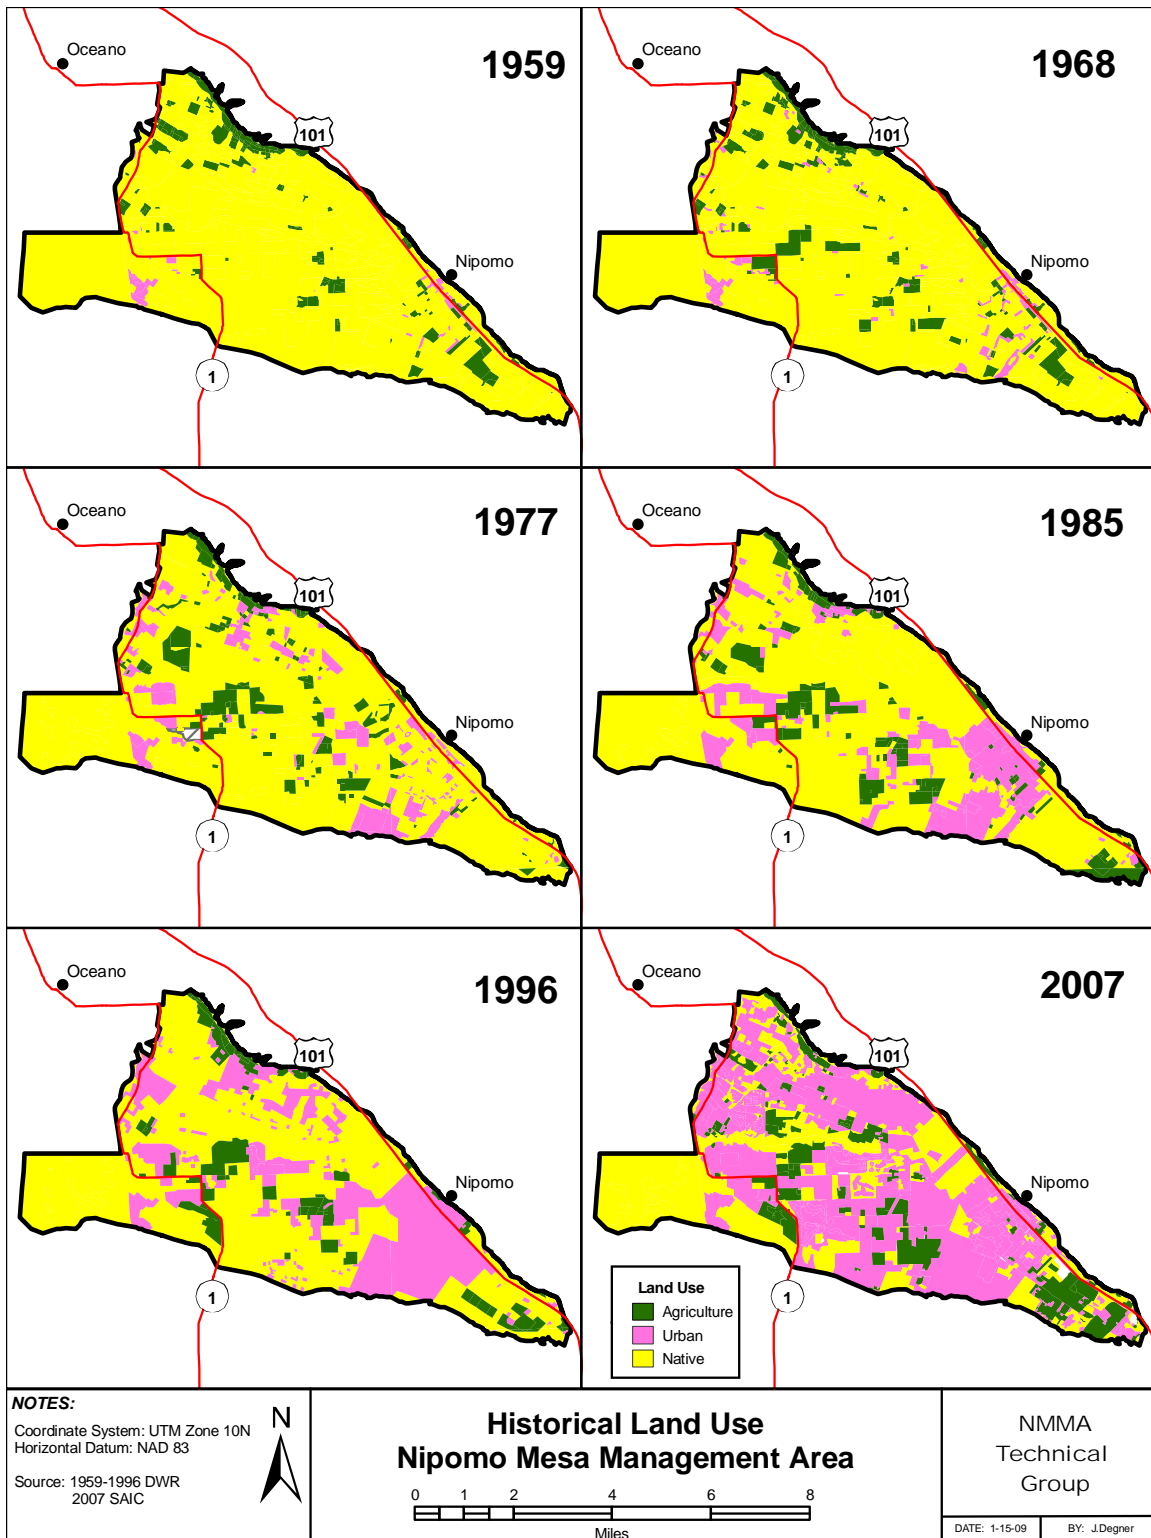 Oceano
1959
101
Nipomo
1
Oceano
1968
101
Nipomo
1
Oceano
1977
101
Nipomo
1
Oceano
1985
101
Nipomo
1
Oceano
1996
101
Nipomo
1
Oceano
2007
101
Nipomo
1
Land Use
Agriculture
Urban
Native
NOTES:
Coordinate System: UTM Zone 10N
Horizontal Datum: NAD 83
Source: 1959-1996 DWR
2007 SAIC
N
Historical Land Use
Nipomo Mesa Management Area
0 1 2 4 6 8
Miles
NMMA
Technical
Group
DATE: 1-15-09
BY: J.Degner